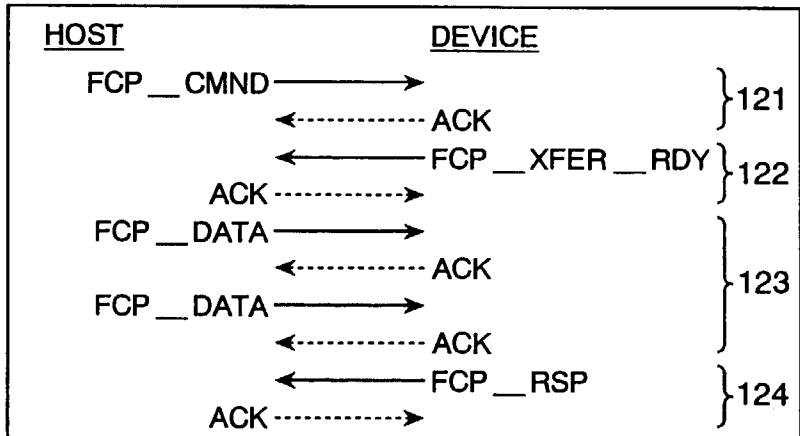 HOST DEVICE
FCP__CMND
121
ACK
FCP__XFER__RDY
122
ACK
FCP__DATA
ACK
123
FCP__DATA
ACK
FCP__RSP
124
ACK